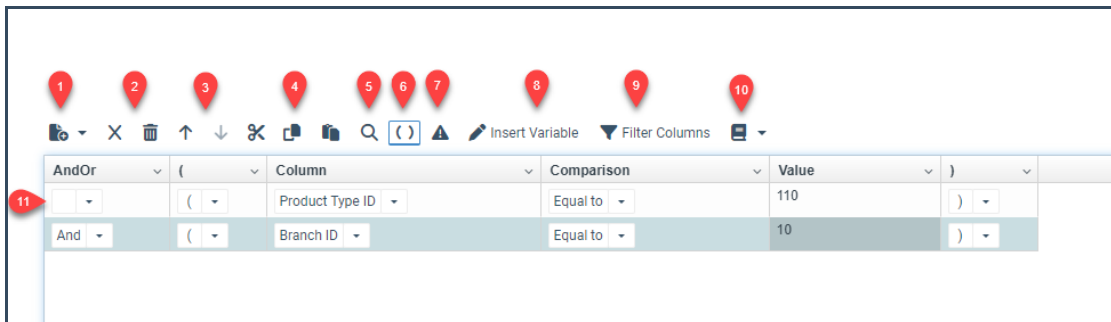 1 2 3 4 5 6 7 8 9 10
( ) Insert Variable Filter Columns
AndOr ( Column Comparison Value )
11 ( Product Type ID Equal to 110 )
And ( Branch ID Equal to 10 )